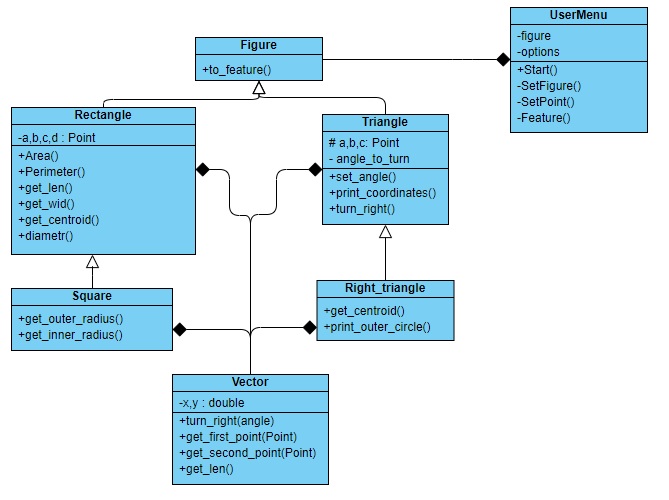 UserMenu
-figure
-options
+Start()
-SetFigure()
-SetPoint()
-Feature()
Figure
+to_feature()
Rectangle
-a,b,c,d : Point
+Area()
+Perimeter()
+get_len()
+get_wid()
+get_centroid()
+diametr()
Triangle
# a,b,c: Point
- angle_to_turn
+set_angle()
+print_coordinates()
+turn_right()
Square
+get_outer_radius()
+get_inner_radius()
Right_triangle
+get_centroid()
+print_outer_circle()
Vector
-x,y : double
+turn_right(angle)
+get_first_point(Point)
+get_second_point(Point)
+get_len()